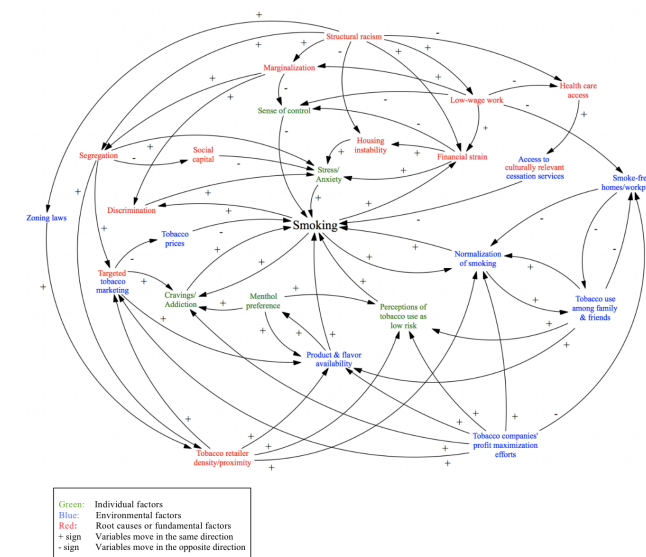 Structural racism
Marginalization
Health care
access
Low-wage work
Sense of control
Housing
instability
Social
capital
Segregation
Financial strain
Access to
culturally relevant
cessation services
Stress/
Anxiety
Smoke-fre
homes/workp
Zoning laws
Discrimination
Smoking
Tobacco
prices
Normalization
of smoking
Targeted
tobacco
marketing
Cravings/
Addiction
Menthol
preference
Perceptions of
tobacco use as
low risk
Tobacco use
among family
& friends
Product & flavor
availability
Tobacco companies'
profit maximization
efforts
Tobacco retailer
density/proximity
Green: Individual factors
Blue: Environmental factors
Red: Root causes or fundamental factors
+ sign Variables move in the same direction
- sign Variables move in the opposite direction